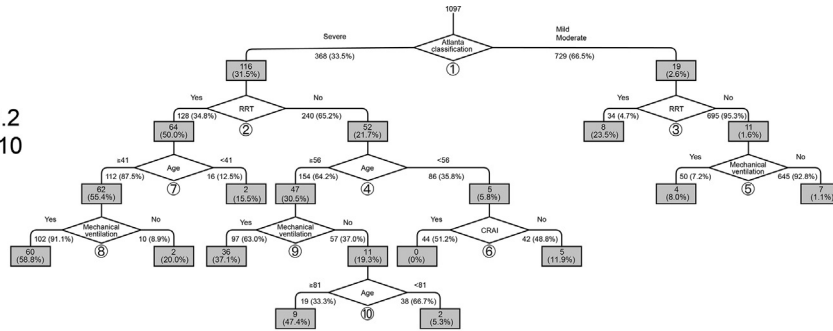 1097
Atlanta
classification
①
Severe
368 (33.5%)
Mild
Moderate
729 (66.5%)
116
(31.5%)
19
(2.6%)
.2
10
Yes
128 (34.8%)
RRT
②
No
240 (65.2%)
Yes
34 (4.7%)
RRT
③
No
695 (95.3%)
64
(50.0%)
52
(21.7%)
8
(23.5%)
11
(1.6%)
≥41
112 (87.5%)
Age
⑦
<41
16 (12.5%)
≥56
154 (64.2%)
Age
④
<56
86 (35.8%)
Yes
50 (7.2%)
Mechanical
ventilation
⑤
No
645 (92.8%)
62
(55.4%)
2
(15.5%)
47
(30.5%)
5
(5.8%)
4
(8.0%)
7
(1.1%)
Yes
102 (91.1%)
Mechanical
ventilation
⑧
No
10 (8.9%)
Yes
97 (63.0%)
Mechanical
ventilation
⑨
No
57 (37.0%)
Yes
44 (51.2%)
CRAI
⑥
No
42 (48.8%)
60
(58.8%)
2
(20.0%)
36
(37.1%)
11
(19.3%)
0
(0%)
5
(11.9%)
≥81
19 (33.3%)
Age
⑩
<81
38 (66.7%)
9
(47.4%)
2
(5.3%)